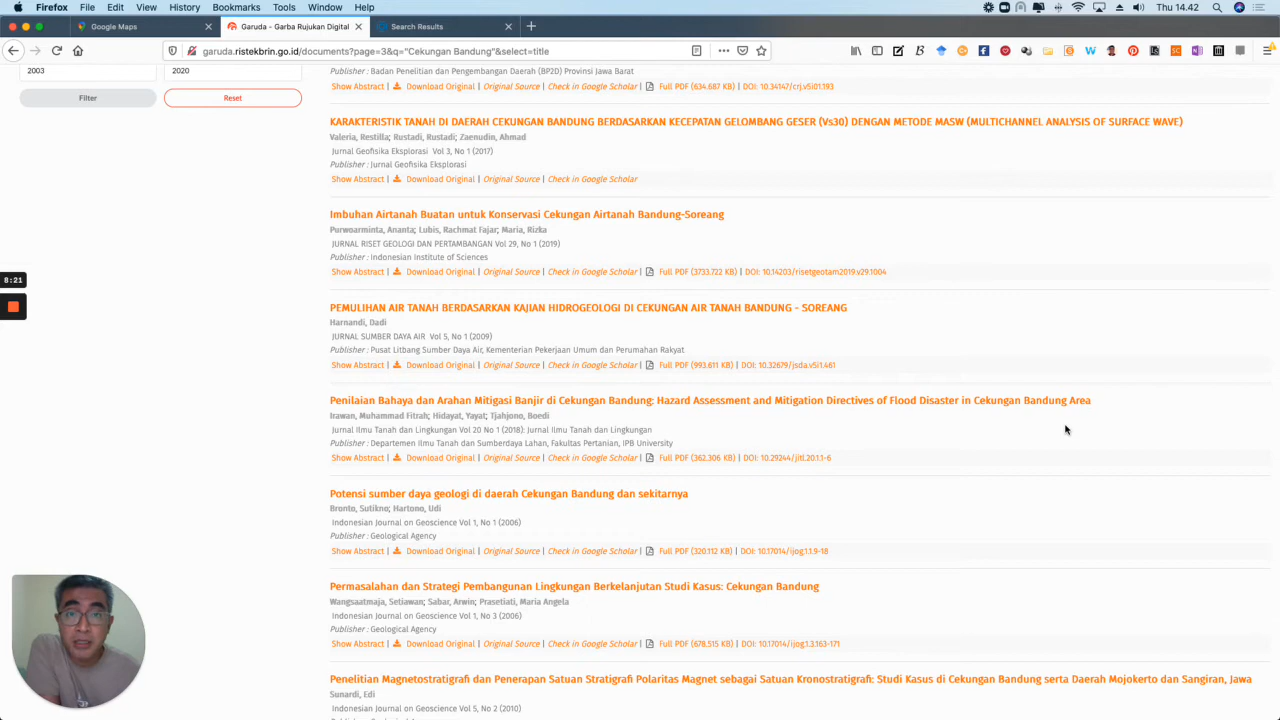 Firefox File Edit View History Bookmarks Tools Window Help
Google Maps
Garuda - Garba Rujukan Digital
Search Results
garuda.ristekbrin.go.id/documents?page=3&q="Cekungan Bandung"&select=title
2003
2020
Filter
Reset
8:21
Publisher : Badan Penelitian dan Pengembangan Daerah (BP2D) Provinsi Jawa Barat
Show Abstract | Download Original | Original Source | Check in Google Scholar | Full PDF (634.687 KB) | DOI: 10.34147/crj.v5i01.193
KARAKTERISTIK TANAH DI DAERAH CEKUNGAN BANDUNG BERDASARKAN KECEPATAN GELOMBANG GESER (Vs30) DENGAN METODE MASW (MULTICHANNEL ANALYSIS OF SURFACE WAVE)
Valeria, Restilla; Rustadi, Rustadi; Zaenudin, Ahmad
Jurnal Geofisika Eksplorasi Vol 3, No 1 (2017)
Publisher : Jurnal Geofisika Eksplorasi
Show Abstract | Download Original | Original Source | Check in Google Scholar
Imbuhan Airtanah Buatan untuk Konservasi Cekungan Airtanah Bandung-Soreang
Purwoarminta, Ananta; Lubis, Rachmat Fajar; Maria, Rizka
JURNAL RISET GEOLOGI DAN PERTAMBANGAN Vol 29, No 1 (2019)
Publisher : Indonesian Institute of Sciences
Show Abstract | Download Original | Original Source | Check in Google Scholar | Full PDF (3733.722 KB) | DOI: 10.14203/risetgeotam2019.v29.1004
PEMULIHAN AIR TANAH BERDASARKAN KAJIAN HIDROGEOLOGI DI CEKUNGAN AIR TANAH BANDUNG - SOREANG
Harnandi, Dadi
JURNAL SUMBER DAYA AIR Vol 5, No 1 (2009)
Publisher : Pusat Litbang Sumber Daya Air, Kementerian Pekerjaan Umum dan Perumahan Rakyat
Show Abstract | Download Original | Original Source | Check in Google Scholar | Full PDF (993.611 KB) | DOI: 10.32679/jsda.v5i1.461
Penilaian Bahaya dan Arahan Mitigasi Banjir di Cekungan Bandung: Hazard Assessment and Mitigation Directives of Flood Disaster in Cekungan Bandung Area
Irawan, Muhammad Fitrah; Hidayat, Yayat; Tjahjono, Boedi
Jurnal Ilmu Tanah dan Lingkungan Vol 20 No 1 (2018): Jurnal Ilmu Tanah dan Lingkungan
Publisher : Departemen Ilmu Tanah dan Sumberdaya Lahan, Fakultas Pertanian, IPB University
Show Abstract | Download Original | Original Source | Check in Google Scholar | Full PDF (362.306 KB) | DOI: 10.29244/jitl.20.1.1-6
Potensi sumber daya geologi di daerah Cekungan Bandung dan sekitarnya
Bronto, Sutikno; Hartono, Udi
Indonesian Journal on Geoscience Vol 1, No 1 (2006)
Publisher : Geological Agency
Show Abstract | Download Original | Original Source | Check in Google Scholar | Full PDF (320.112 KB) | DOI: 10.17014/ijog.1.1.9-18
Permasalahan dan Strategi Pembangunan Lingkungan Berkelanjutan Studi Kasus: Cekungan Bandung
Wangsaatmaja, Setiawan; Sabar, Arwin; Prasetiati, Maria Angela
Indonesian Journal on Geoscience Vol 1, No 3 (2006)
Publisher : Geological Agency
Show Abstract | Download Original | Original Source | Check in Google Scholar | Full PDF (678.515 KB) | DOI: 10.17014/ijog.1.3.163-171
Penelitian Magnetostratigrafi dan Penerapan Satuan Stratigrafi Polaritas Magnet sebagai Satuan Kronostratigrafi: Studi Kasus di Cekungan Bandung serta Daerah Mojokerto dan Sangiran, Jawa
Sunardi, Edi
Indonesian Journal on Geoscience Vol 5, No 2 (2010)